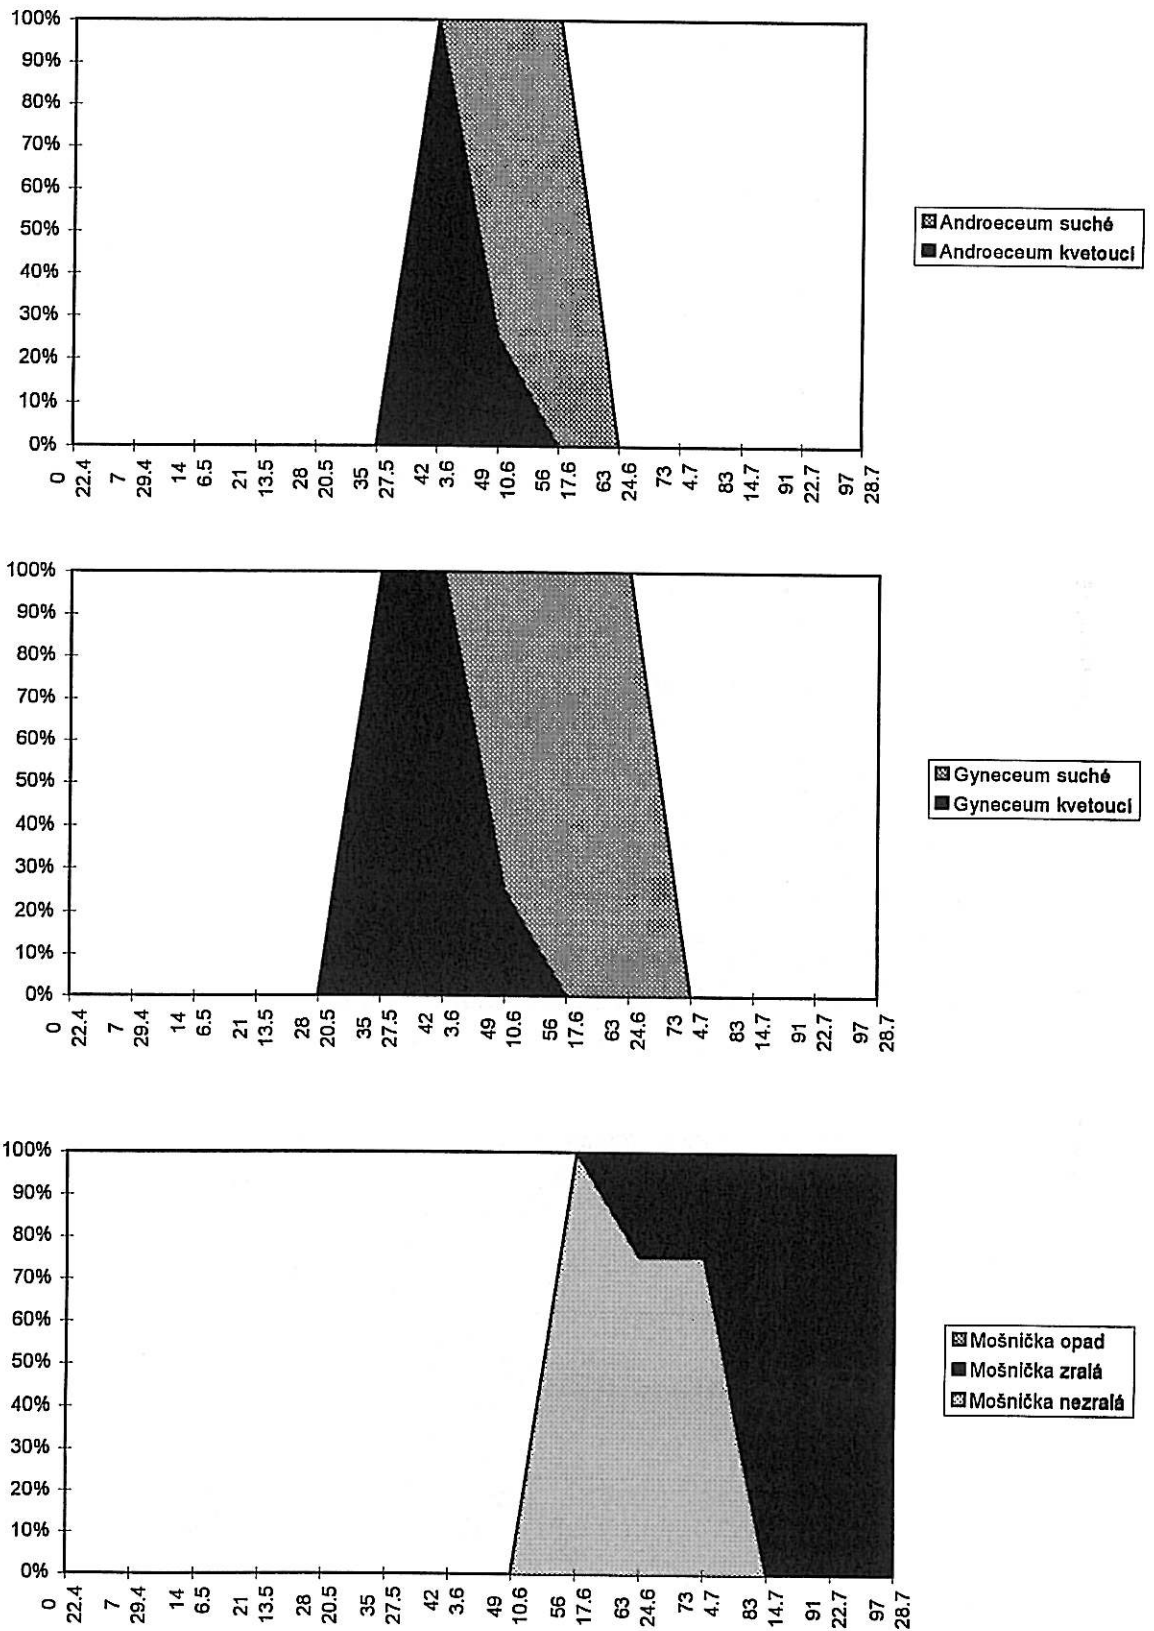 100%
90%
80%
70%
60%
50%
40%
30%
20%
10%
0%
0 7 14 21 28 35 42 49 56 63 73 83 91 97
22.4 29.4 6.5 13.5 20.5 27.5 3.6 10.6 17.6 24.6 4.7 14.7 22.7 28.7
Androeceum suché
Androeceum kvetoucí
100%
90%
80%
70%
60%
50%
40%
30%
20%
10%
0%
0 7 14 21 28 35 42 49 56 63 73 83 91 97
22.4 29.4 6.5 13.5 20.5 27.5 3.6 10.6 17.6 24.6 4.7 14.7 22.7 28.7
Gyneceum suché
Gyneceum kvetoucí
100%
90%
80%
70%
60%
50%
40%
30%
20%
10%
0%
0 7 14 21 28 35 42 49 56 63 73 83 91 97
22.4 29.4 6.5 13.5 20.5 27.5 3.6 10.6 17.6 24.6 4.7 14.7 22.7 28.7
Mošnička opad
Mošnička zralá
Mošnička nezralá